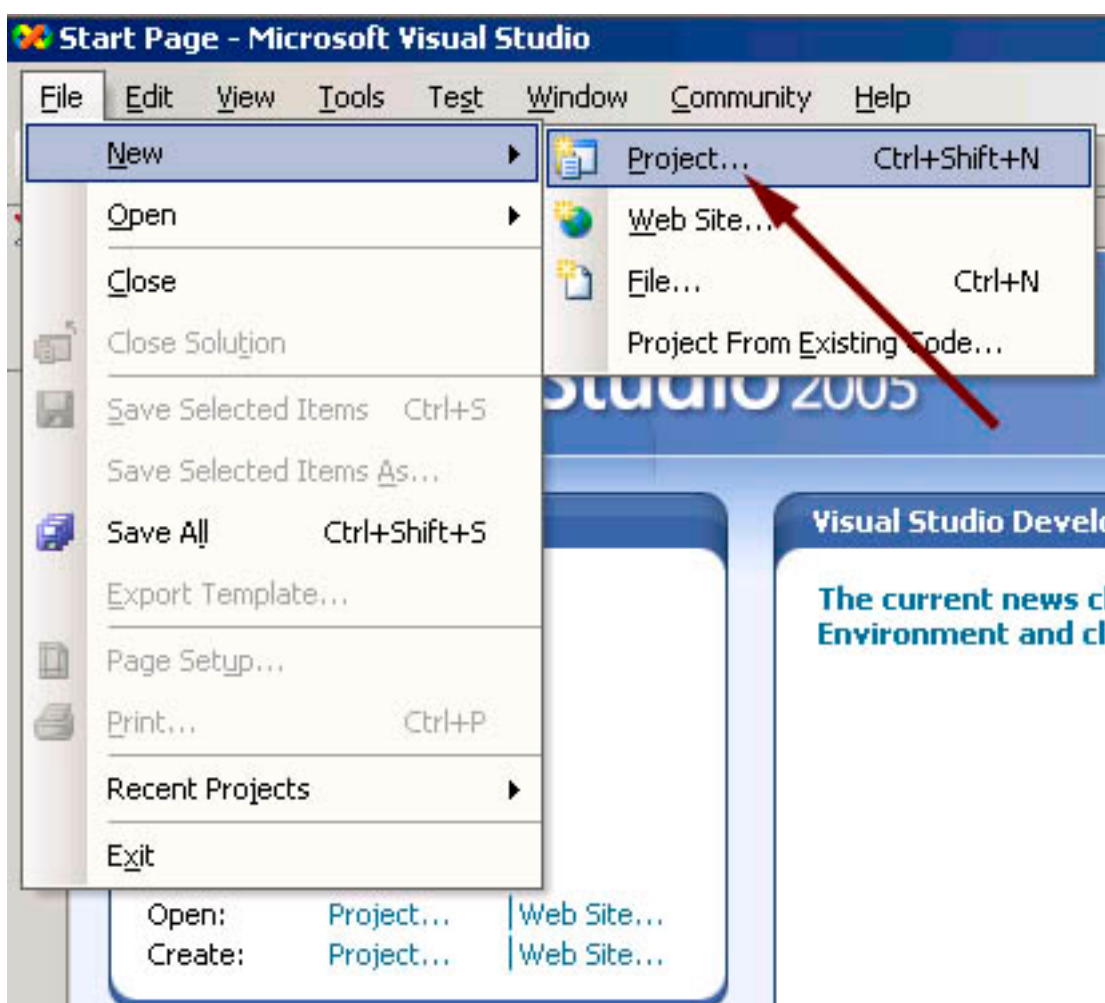 Start Page - Microsoft Visual Studio
File Edit View Tools Test Window Community Help
New
Project... Ctrl+Shift+N
Open
Web Site...
Close
File... Ctrl+N
Close Solution
Project From Existing Code...
Save Selected Items Ctrl+S
Studio 2005
Save Selected Items As...
Save All Ctrl+Shift+S
Visual Studio Develo
Export Template...
The current news c
Environment and cl
Page Setup...
Print... Ctrl+P
Recent Projects
Exit
Open: Project... Web Site...
Create: Project... Web Site...